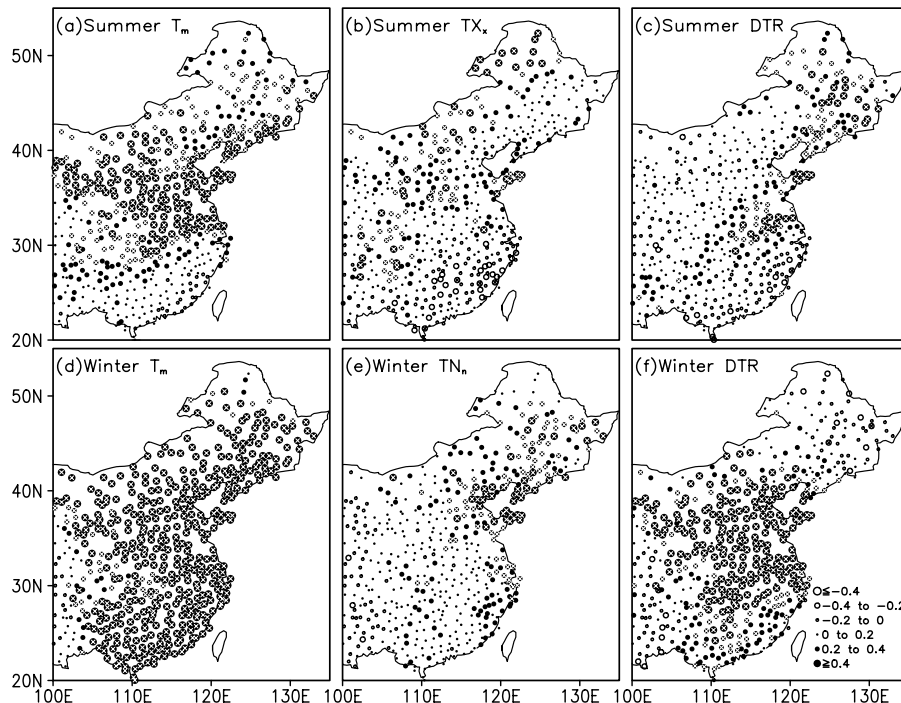 (a)Summer Tm
(b)Summer TXx
(c)Summer DTR
50N
40N
30N
20N
(d)Winter Tm
(e)Winter TNn
(f)Winter DTR
50N
40N
30N
20N
≦−0.4
−0.4 to −0.2
−0.2 to 0
0 to 0.2
0.2 to 0.4
≧0.4
100E 110E 120E 130E 100E 110E 120E 130E 100E 110E 120E 130E